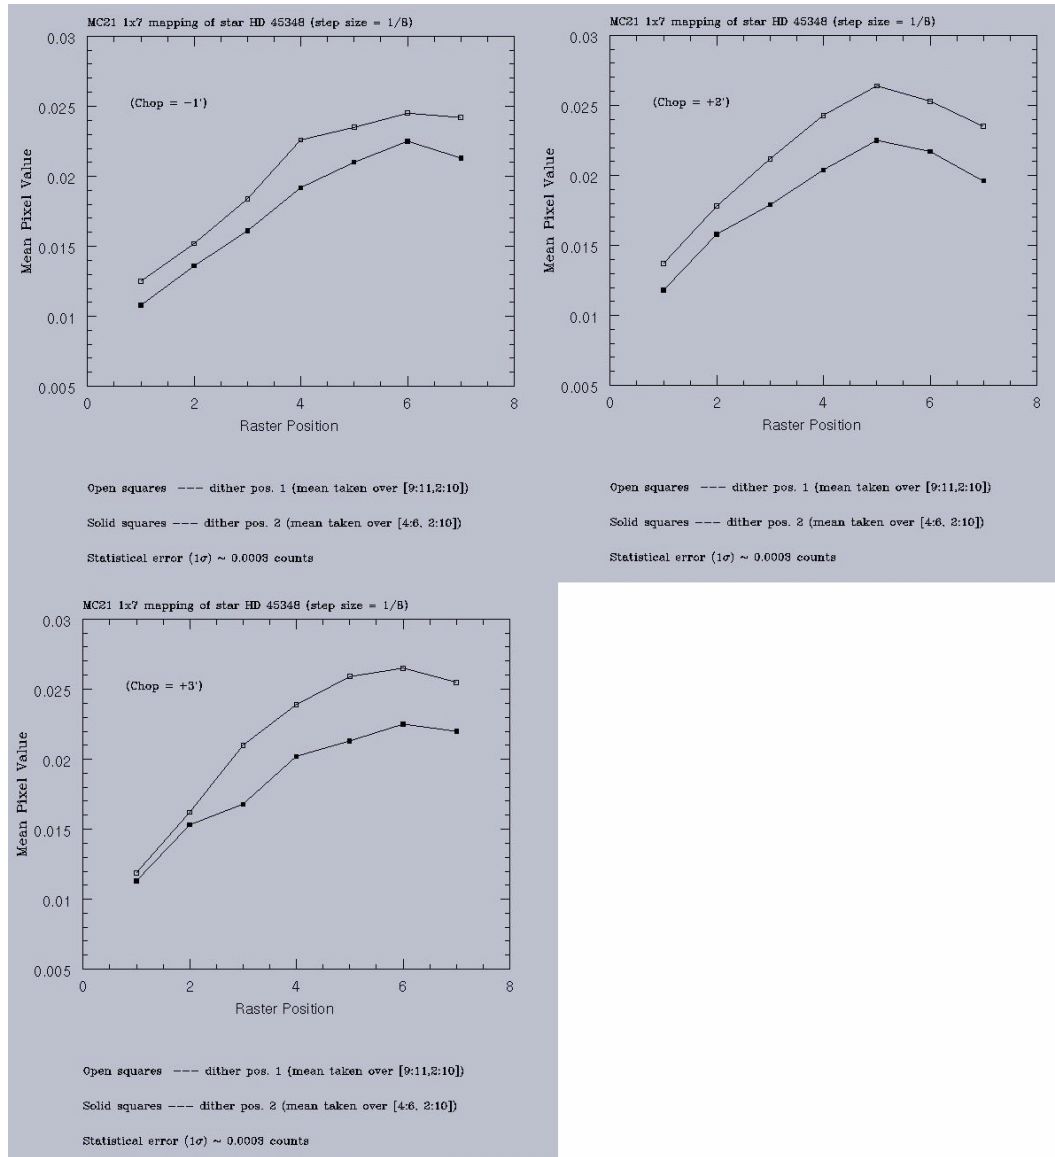 MC21 1x7 mapping of star HD 45348 (step size = 1/8)
0.03
0.025
0.02
0.015
0.01
0.005
Mean Pixel Value
(Chop = −1')
0 2 4 6 8
Raster Position
Open squares --- dither pos. 1 (mean taken over [9:11,2:10])
Solid squares --- dither pos. 2 (mean taken over [4:6, 2:10])
Statistical error (1σ) ~ 0.0003 counts
MC21 1x7 mapping of star HD 45348 (step size = 1/8)
0.03
0.025
0.02
0.015
0.01
0.005
Mean Pixel Value
(Chop = +2')
0 2 4 6 8
Raster Position
Open squares --- dither pos. 1 (mean taken over [9:11,2:10])
Solid squares --- dither pos. 2 (mean taken over [4:6, 2:10])
Statistical error (1σ) ~ 0.0003 counts
MC21 1x7 mapping of star HD 45348 (step size = 1/8)
0.03
0.025
0.02
0.015
0.01
0.005
Mean Pixel Value
(Chop = +3')
0 2 4 6 8
Raster Position
Open squares --- dither pos. 1 (mean taken over [9:11,2:10])
Solid squares --- dither pos. 2 (mean taken over [4:6, 2:10])
Statistical error (1σ) ~ 0.0003 counts